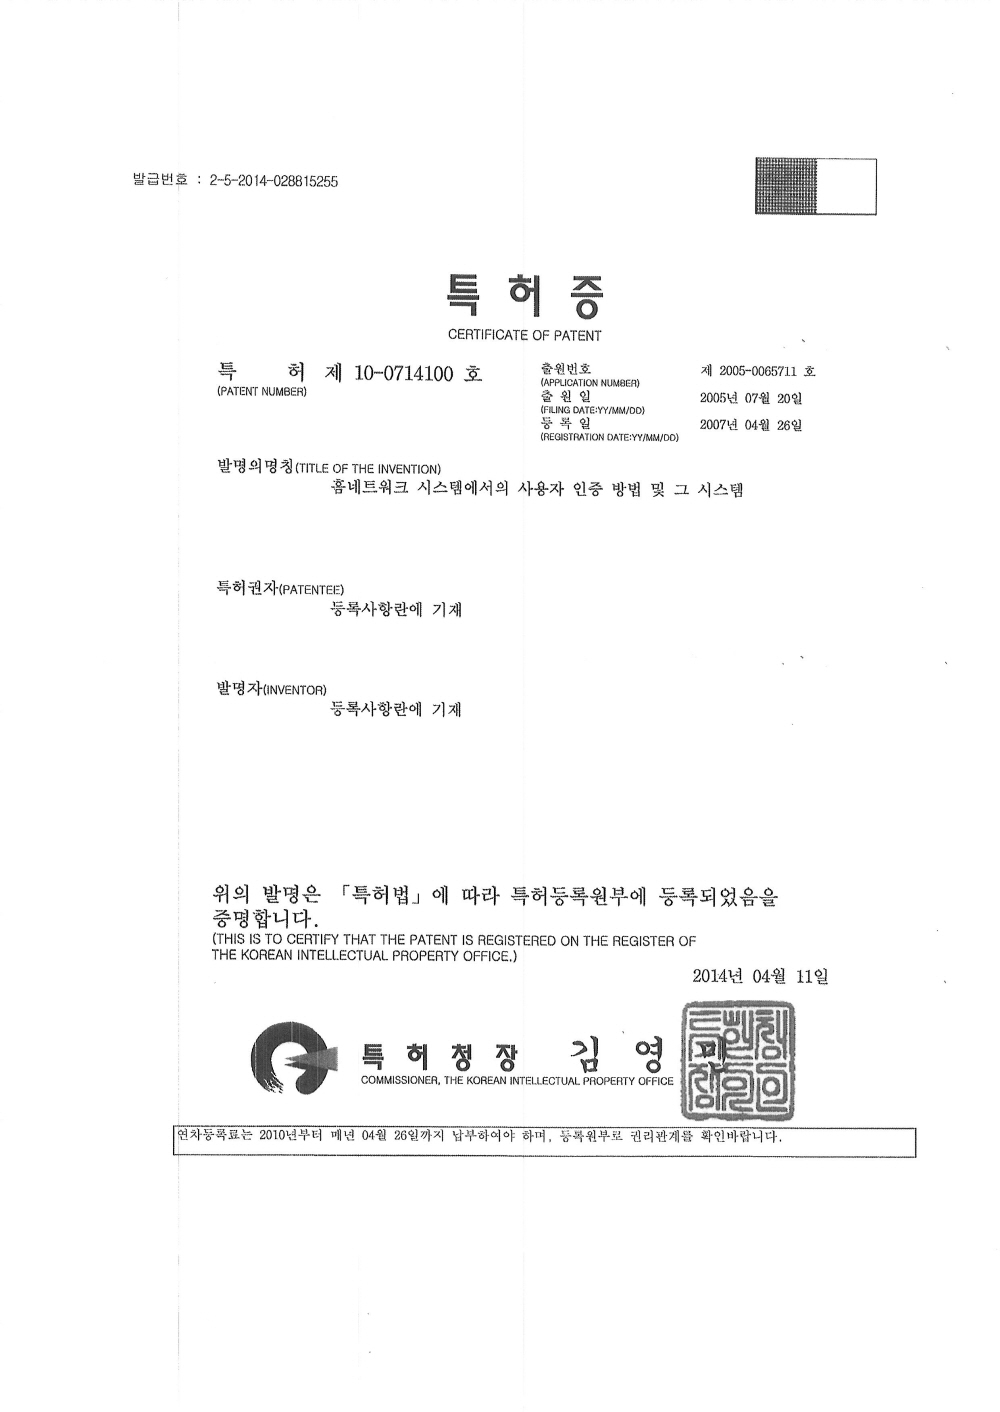 발급번호 : 2-5-2014-028815255
특 허 증
CERTIFICATE OF PATENT
특 허 제 10-0714100 호
(PATENT NUMBER)
출원번호 제 2005-0065711 호
(APPLICATION NUMBER)
출 원 일 2005년 07월 20일
(FILING DATE:YY/MM/DD)
등 록 일 2007년 04월 26일
(REGISTRATION DATE:YY/MM/DD)
발명의명칭(TITLE OF THE INVENTION)
홈네트워크 시스템에서의 사용자 인증 방법 및 그 시스템
특허권자(PATENTEE)
등록사항란에 기재
발명자(INVENTOR)
등록사항란에 기재
위의 발명은 「특허법」에 따라 특허등록원부에 등록되었음을
증명합니다.
(THIS IS TO CERTIFY THAT THE PATENT IS REGISTERED ON THE REGISTER OF
THE KOREAN INTELLECTUAL PROPERTY OFFICE.)
2014년 04월 11일
특 허 청 장 김 영 민
COMMISSIONER, THE KOREAN INTELLECTUAL PROPERTY OFFICE
연차등록료는 2010년부터 매년 04월 26일까지 납부하여야 하며, 등록원부로 권리관계를 확인바랍니다.